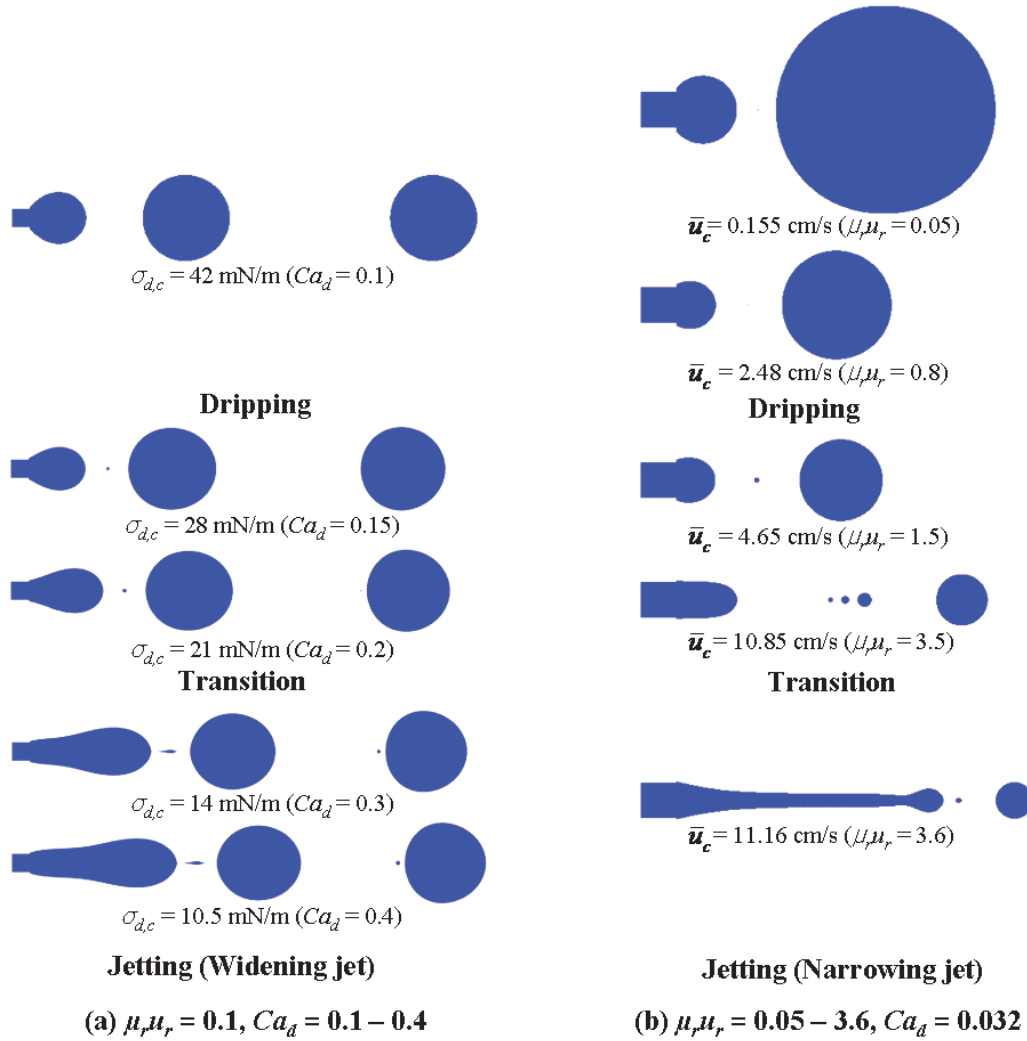 σd,c = 42 mN/m (Cad = 0.1)
Dripping
σd,c = 28 mN/m (Cad = 0.15)
σd,c = 21 mN/m (Cad = 0.2)
Transition
σd,c = 14 mN/m (Cad = 0.3)
σd,c = 10.5 mN/m (Cad = 0.4)
Jetting (Widening jet)
(a) μrur = 0.1, Cad = 0.1 – 0.4
ūc = 0.155 cm/s (μrur = 0.05)
ūc = 2.48 cm/s (μrur = 0.8)
Dripping
ūc = 4.65 cm/s (μrur = 1.5)
ūc = 10.85 cm/s (μrur = 3.5)
Transition
ūc = 11.16 cm/s (μrur = 3.6)
Jetting (Narrowing jet)
(b) μrur = 0.05 – 3.6, Cad = 0.032